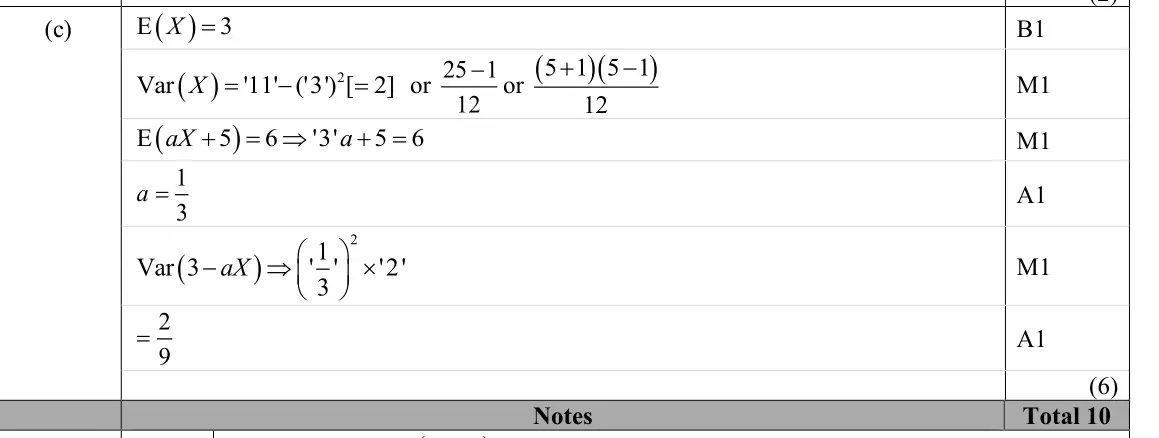 (2)
(c) E(X) = 3 B1
Var(X) = '11'−('3')²[= 2] or (25−1)/12 or (5+1)(5−1)/12 M1
E(aX + 5) = 6 ⇒ '3'a + 5 = 6 M1
a = 1/3 A1
Var(3−aX) ⇒ ('1/3')² × '2' M1
= 2/9 A1
(6)
Notes Total 10